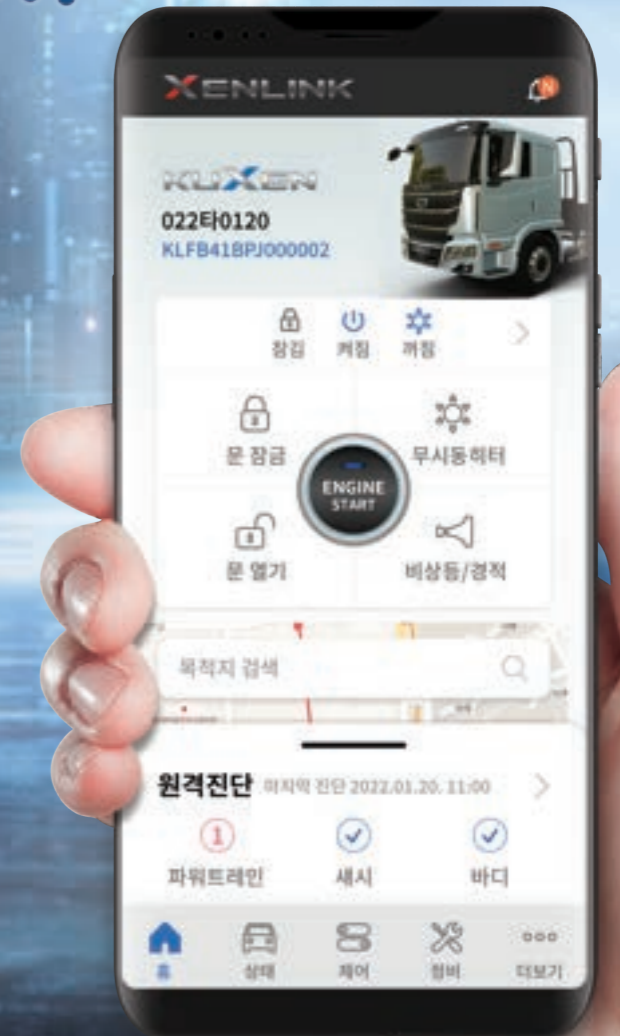 XENLINK
N
KUXEN
022타0120
KLFB41BPJ000002
잠김 켜짐 꺼짐
문 잠금 무시동히터
ENGINE
START
문 열기 비상등/경적
목적지 검색
원격진단 마지막 진단 2022.01.20. 11:00
1
파워트레인 섀시 바디
홈 상태 제어 정비 더보기